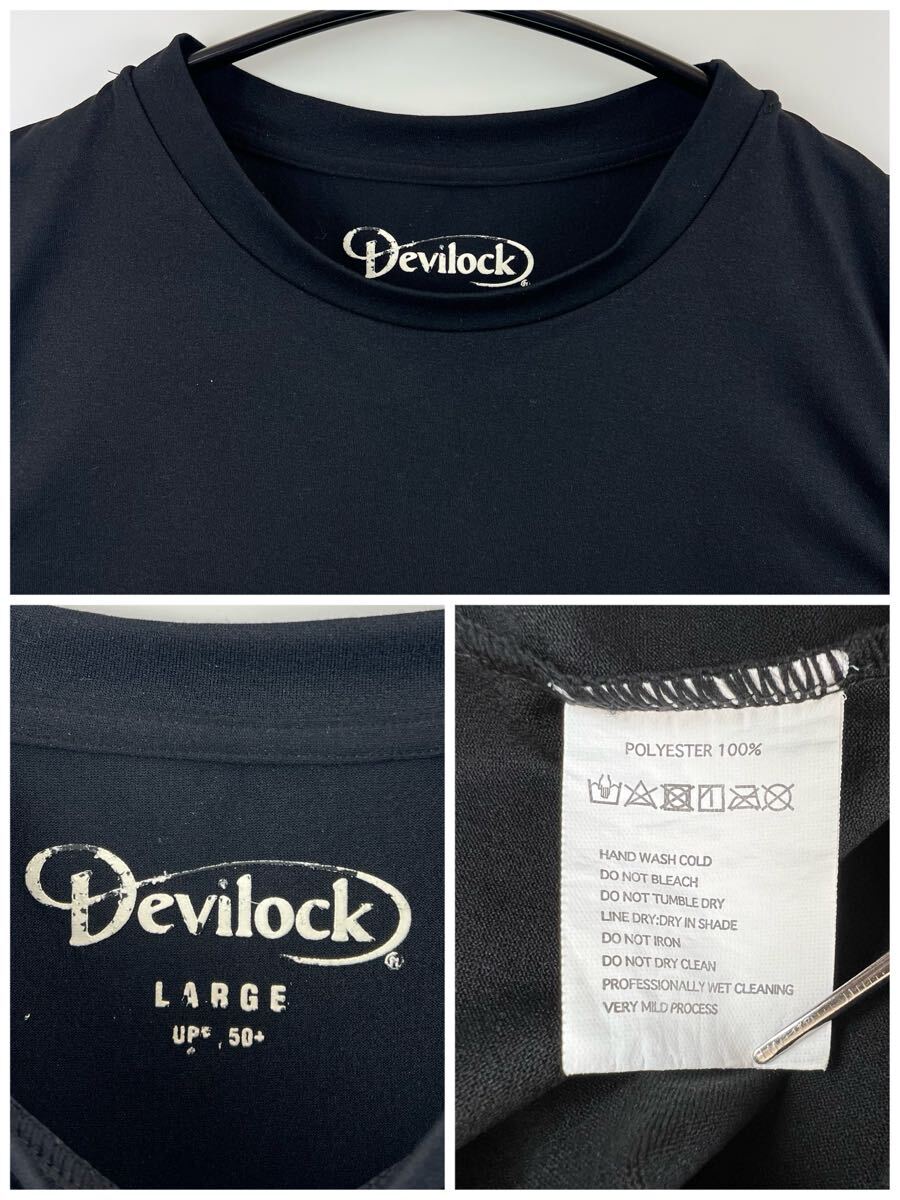 Devilock
Devilock
LARGE
UPF 50+
POLYESTER 100%
HAND WASH COLD
DO NOT BLEACH
DO NOT TUMBLE DRY
LINE DRY:DRY IN SHADE
DO NOT IRON
DO NOT DRY CLEAN
PROFESSIONALLY WET CLEANING
VERY MILD PROCESS